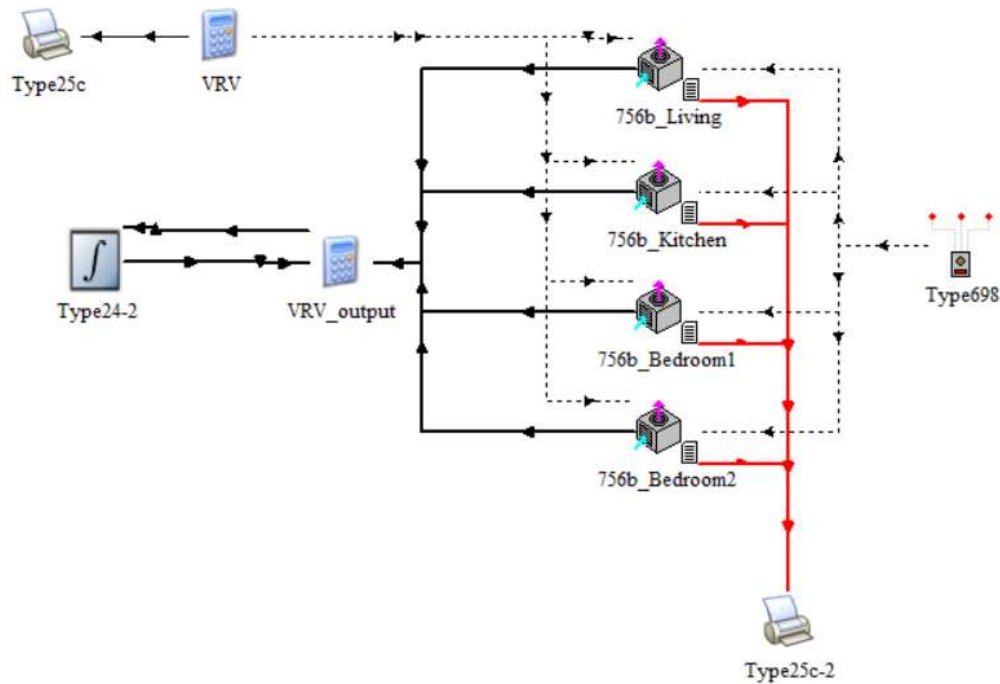 Type25c
VRV
756b_Living
756b_Kitchen
Type698
Type24-2
VRV_output
756b_Bedroom1
756b_Bedroom2
Type25c-2